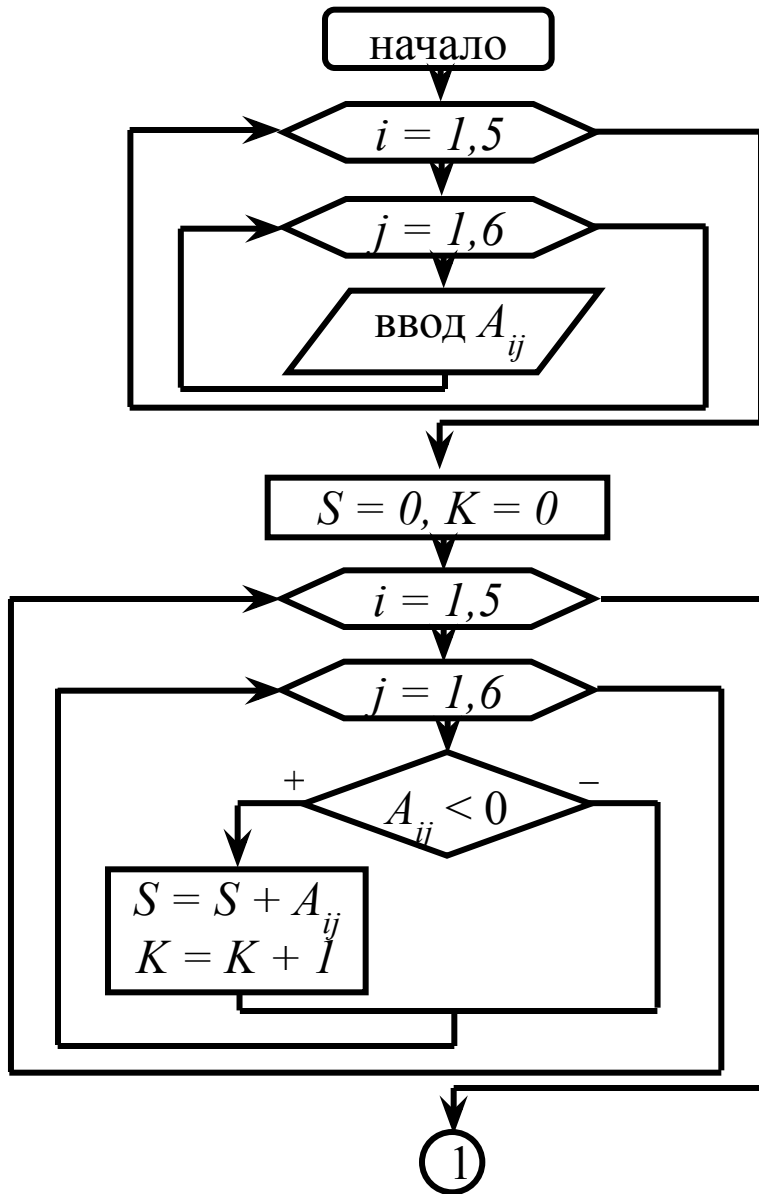 начало
i = 1,5
j = 1,6
ввод A_ij
S = 0, K = 0
i = 1,5
j = 1,6
+
–
A_ij < 0
S = S + A_ij
K = K + 1
1